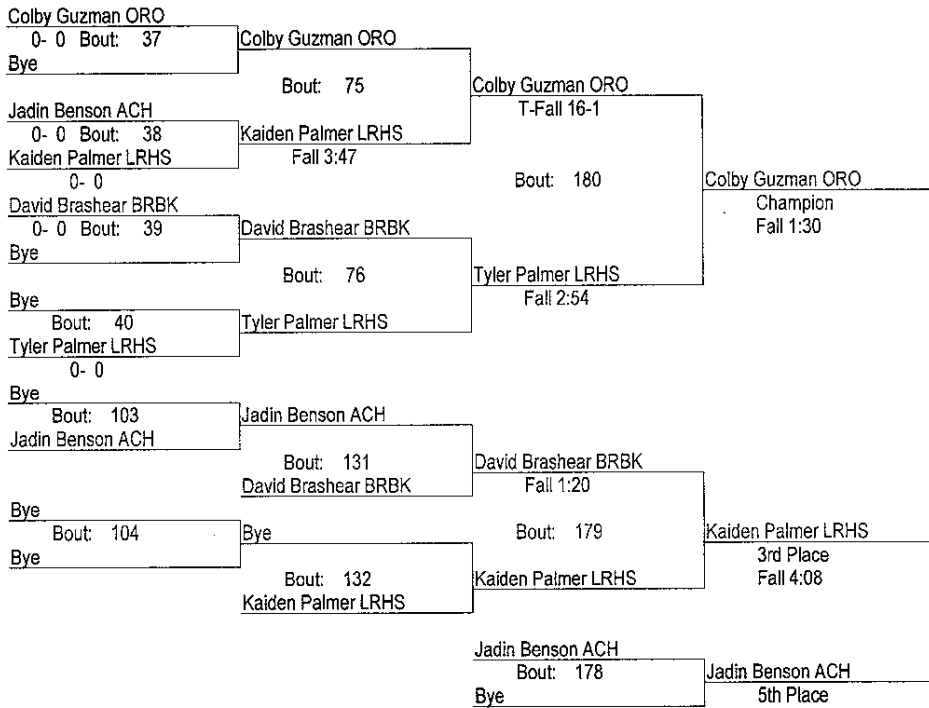 Colby Guzman ORO
0- 0 Bout: 37
Bye
Colby Guzman ORO
Bout: 75
Jadin Benson ACH
0- 0 Bout: 38
Kaiden Palmer LRHS
0- 0
Kaiden Palmer LRHS
Fall 3:47
Colby Guzman ORO
T-Fall 16-1
Bout: 180
David Brashear BRBK
0- 0 Bout: 39
Bye
David Brashear BRBK
Bout: 76
Bye
Bout: 40
Tyler Palmer LRHS
0- 0
Tyler Palmer LRHS
Tyler Palmer LRHS
Fall 2:54
Colby Guzman ORO
Champion
Fall 1:30
Bye
Bout: 103
Jadin Benson ACH
Jadin Benson ACH
Bout: 131
David Brashear BRBK
David Brashear BRBK
Fall 1:20
Bout: 179
Bye
Bout: 104
Bye
Bye
Bout: 132
Kaiden Palmer LRHS
Kaiden Palmer LRHS
Kaiden Palmer LRHS
3rd Place
Fall 4:08
Jadin Benson ACH
Bout: 178
Bye
Jadin Benson ACH
5th Place